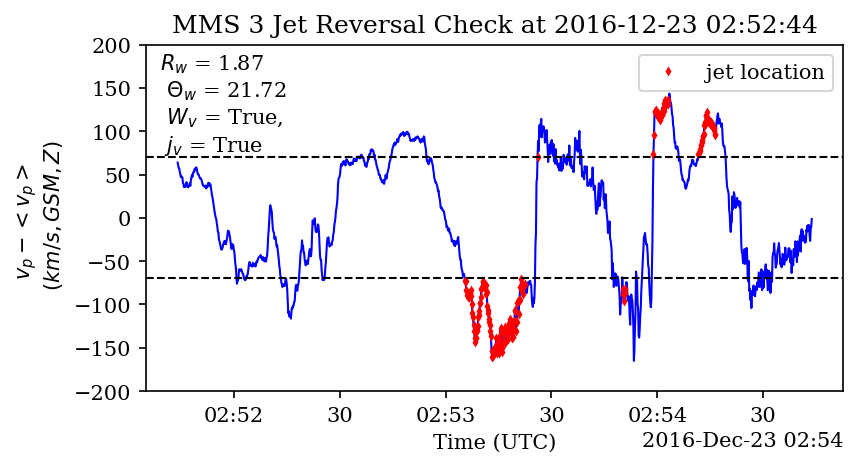 MMS 3 Jet Reversal Check at 2016-12-23 02:52:44
R_w = 1.87
Θ_w = 21.72
W_v = True,
j_v = True
jet location
v_p − < v_p >
(km/s, GSM, Z)
200
150
100
50
0
−50
−100
−150
−200
02:52 30 02:53 30 02:54 30
Time (UTC)
2016-Dec-23 02:54